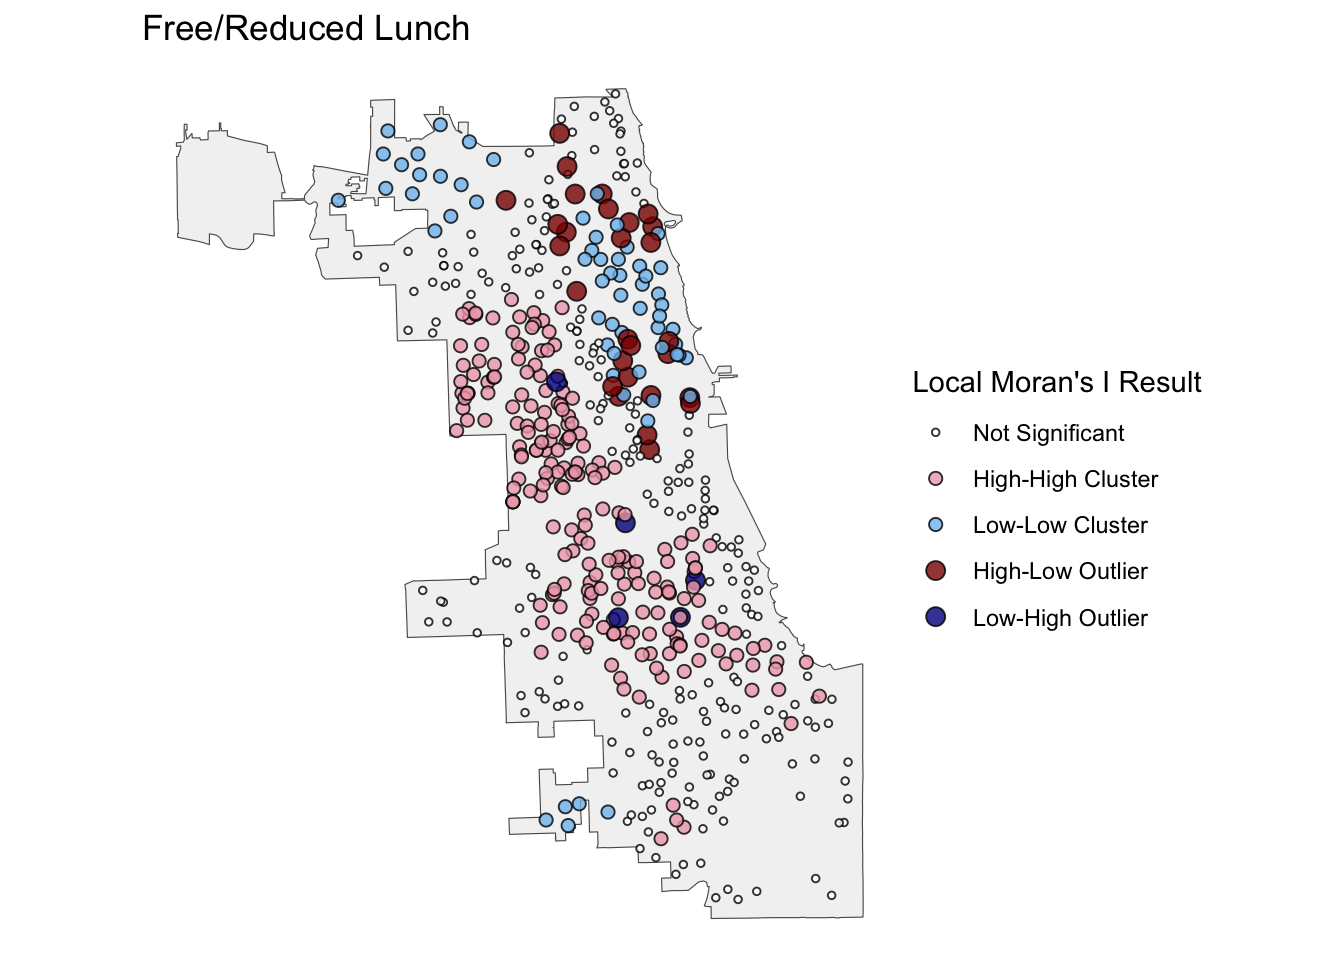 Free/Reduced Lunch
Local Moran's I Result
Not Significant
High-High Cluster
Low-Low Cluster
High-Low Outlier
Low-High Outlier